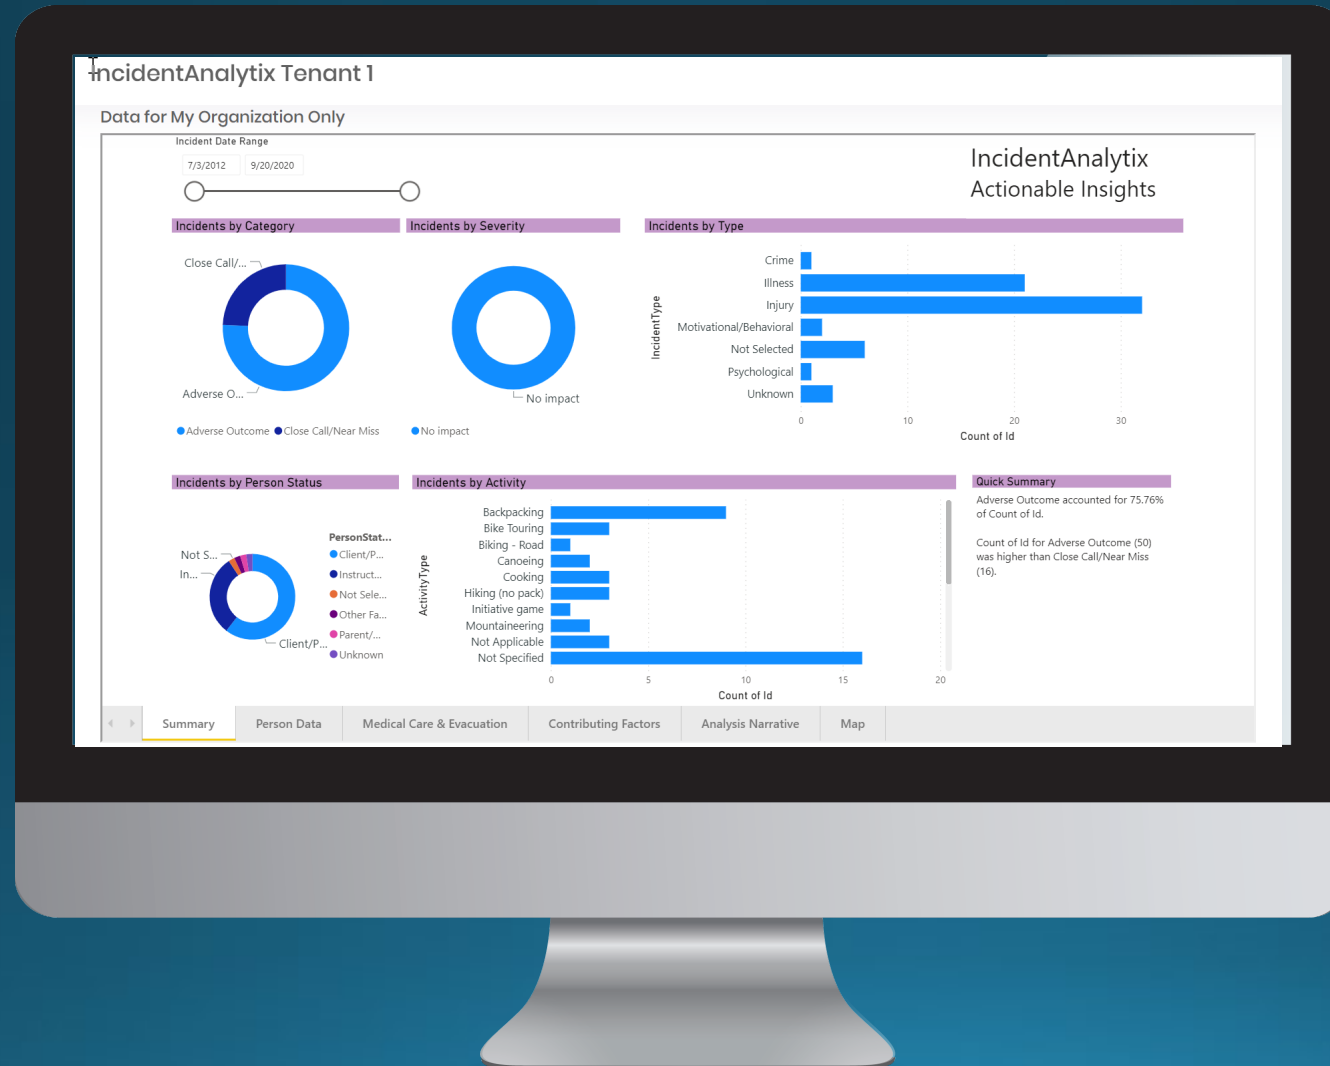 IncidentAnalytix Tenant 1
Data for My Organization Only
Incident Date Range
7/3/2012 9/20/2020
IncidentAnalytix
Actionable Insights
Incidents by Category
Close Call/...
Adverse O...
Adverse Outcome Close Call/Near Miss
Incidents by Severity
No impact
No impact
Incidents by Type
IncidentType
Crime
Illness
Injury
Motivational/Behavioral
Not Selected
Psychological
Unknown
0 10 20 30
Count of Id
Incidents by Person Status
Not S...
In...
Client/P...
PersonStat...
Client/P...
Instruct...
Not Sele...
Other Fa...
Parent/...
Unknown
Incidents by Activity
ActivityType
Backpacking
Bike Touring
Biking - Road
Canoeing
Cooking
Hiking (no pack)
Initiative game
Mountaineering
Not Applicable
Not Specified
0 5 10 15 20
Count of Id
Quick Summary
Adverse Outcome accounted for 75.76%
of Count of Id.
Count of Id for Adverse Outcome (50)
was higher than Close Call/Near Miss
(16).
Summary Person Data Medical Care & Evacuation Contributing Factors Analysis Narrative Map